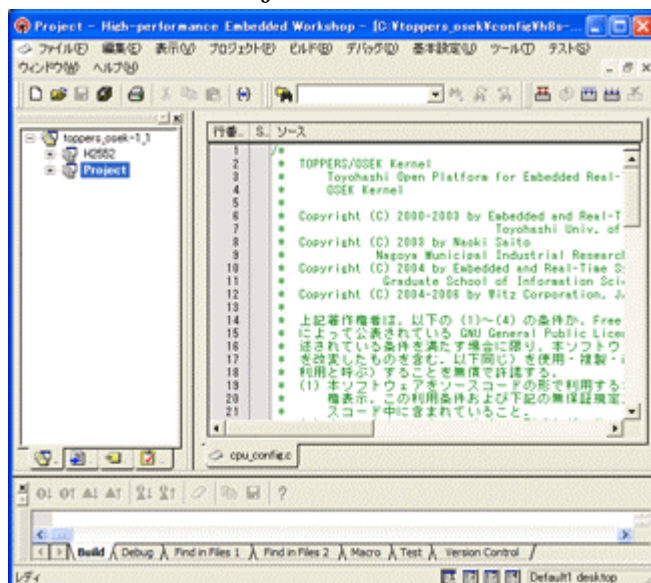 Project - High-performance Embedded Workshop - [C:¥toppers_osek¥config¥h8s-...
ファイル(F) 編集(E) 表示(V) プロジェクト(P) ビルド(B) デバッグ(D) 基本設定(U) ツール(T) テスト(S)
ウィンドウ(W) ヘルプ(H)
toppers_osek-1_1
H2552
Project
行番.. S.. ソース
1 /*
2 * TOPPERS/OSEK Kernel
3 * Toyohashi Open Platform for Embedded Real-
4 * OSEK Kernel
5 *
6 * Copyright (C) 2000-2003 by Embedded and Real-T
7 * Toyohashi Univ. of
8 * Copyright (C) 2003 by Naoki Saito
9 * Nagoya Municipal Industrial Research
10 * Copyright (C) 2004 by Embedded and Real-Time S
11 * Graduate School of Information Sci
12 * Copyright (C) 2004-2006 by Witz Corporation, J
13 *
14 * 上記著作権者は，以下の (1)～(4) の条件か，Free
15 * によって公表されている GNU General Public Lice
16 * 述されている条件を満たす場合に限り，本ソフトウ
17 * を改変したものを含む．以下同じ）を使用・複製・
18 * 利用と呼ぶ）することを無償で許諾する．
19 * (1) 本ソフトウェアをソースコードの形で利用する
20 * 権表示，この利用条件および下記の無保証規定
21 * スコード中に含まれていること．
cpu_config.c
Build Debug Find in Files 1 Find in Files 2 Macro Test Version Control
レディ Default1 desktop